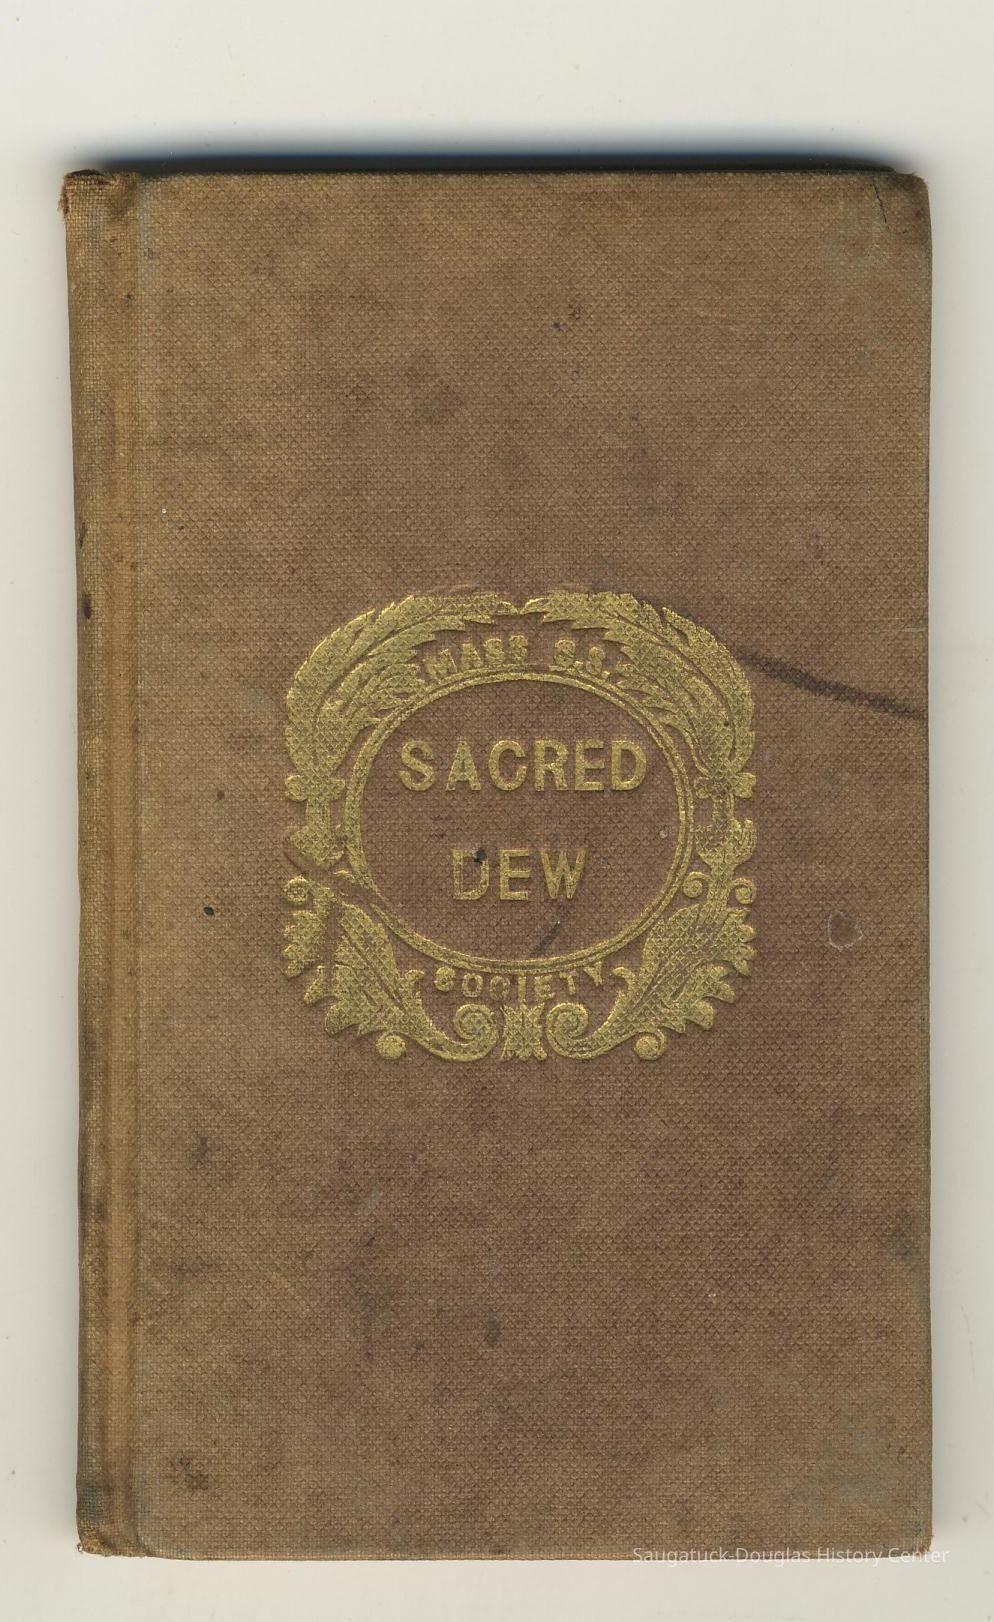 MASS S.S.
SACRED
DEW
SOCIETY
Saugatuck-Douglas History Center